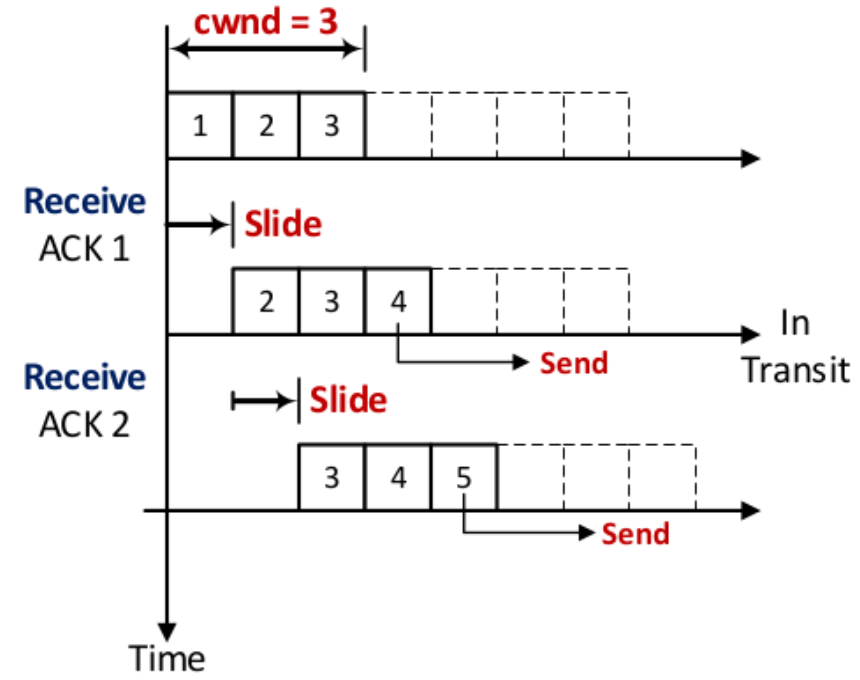 cwnd = 3
1 2 3
Receive
ACK 1
Slide
2 3 4
In
Transit
Send
Receive
ACK 2
Slide
3 4 5
Send
Time